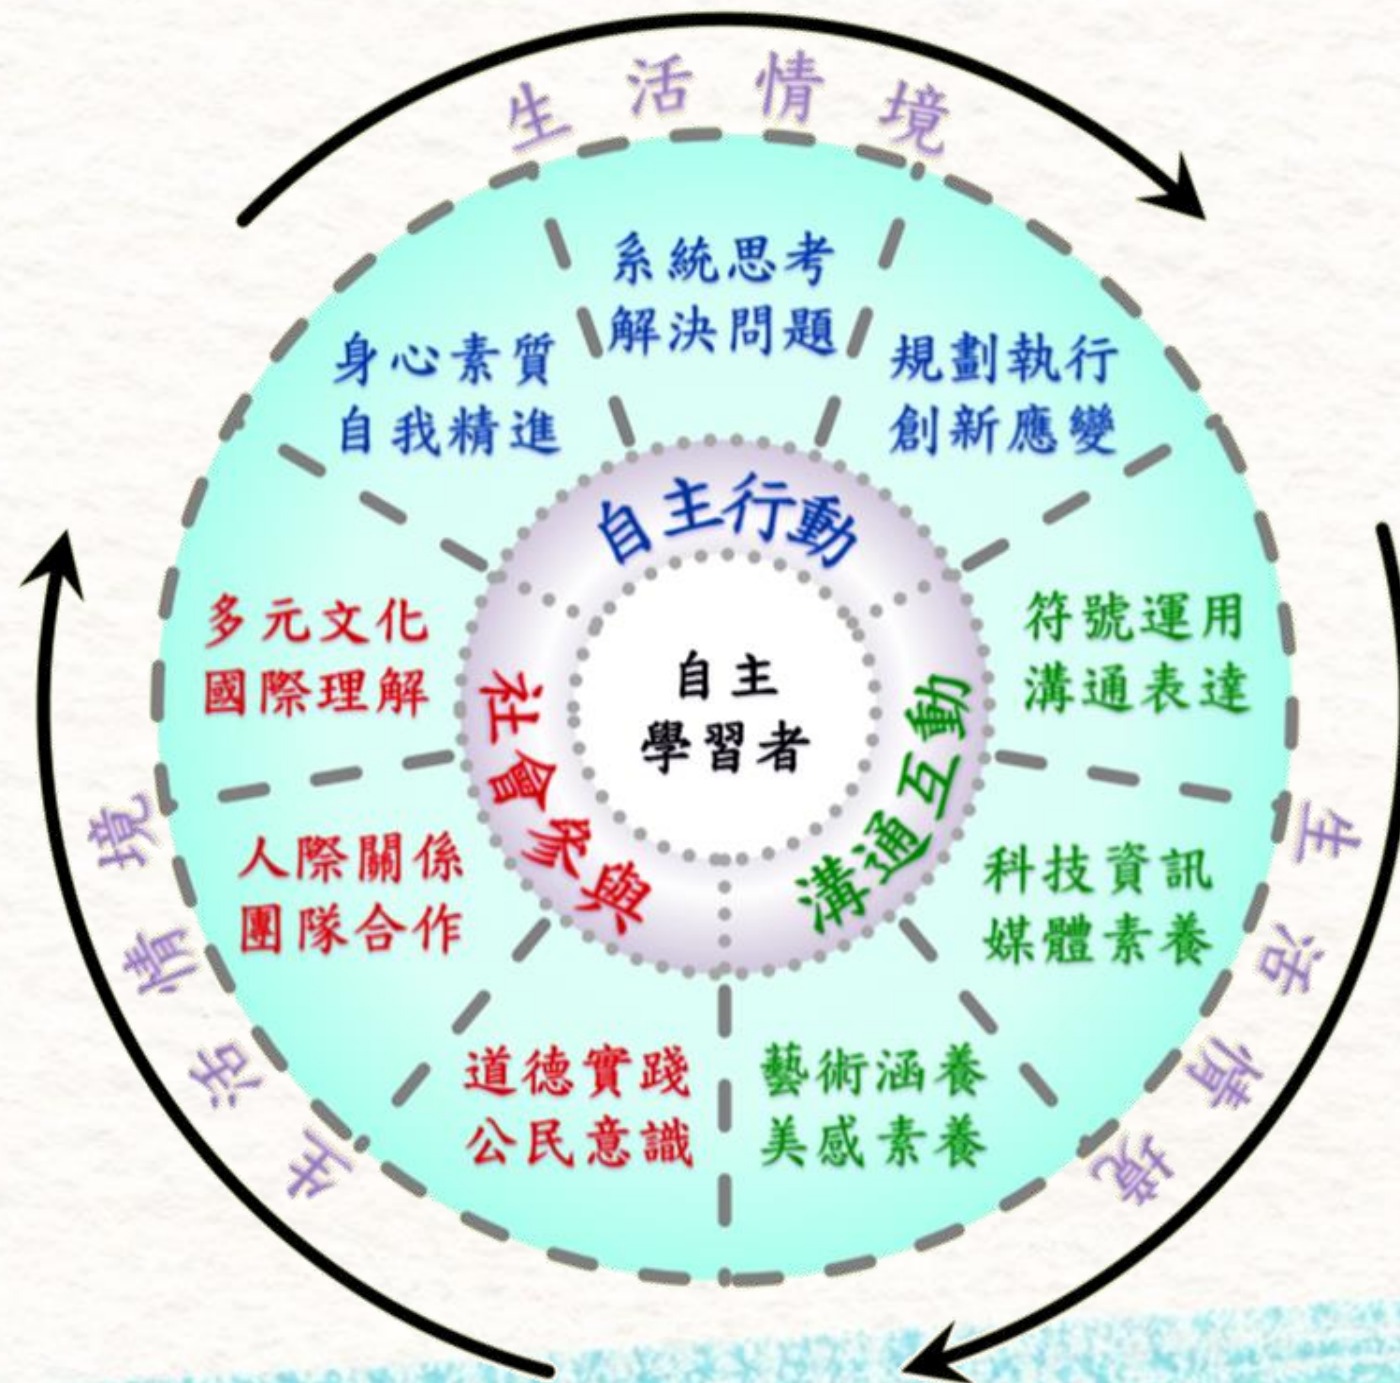 生活情境
系統思考
解決問題
身心素質
自我精進
規劃執行
創新應變
自主行動
多元文化
國際理解
符號運用
溝通表達
自主
學習者
社會參與
溝通互動
人際關係
團隊合作
科技資訊
媒體素養
道德實踐
公民意識
藝術涵養
美感素養
生活情境
生活情境